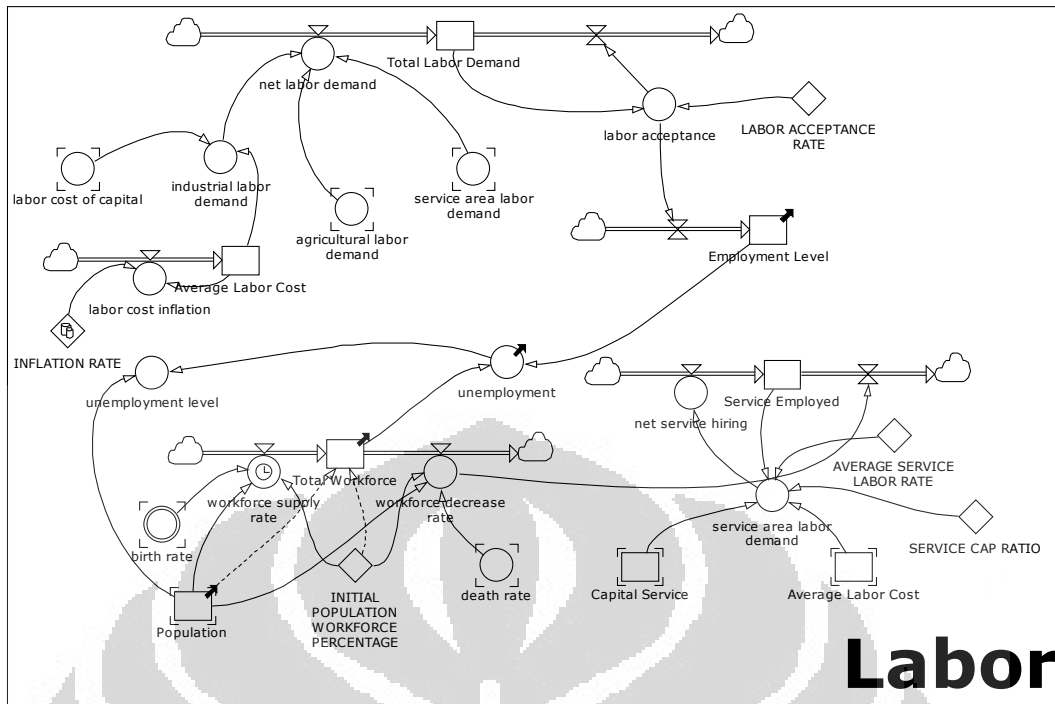 Total Labor Demand
net labor demand
labor acceptance
LABOR ACCEPTANCE
RATE
labor cost of capital
industrial labor
demand
service area labor
demand
agricultural labor
demand
Employment Level
Average Labor Cost
labor cost inflation
INFLATION RATE
unemployment level
unemployment
Service Employed
net service hiring
AVERAGE SERVICE
LABOR RATE
Total Workforce
workforce supply
rate
workforce decrease
rate
service area labor
demand
SERVICE CAP RATIO
birth rate
INITIAL
POPULATION
WORKFORCE
PERCENTAGE
death rate
Capital Service
Average Labor Cost
Population
Labor